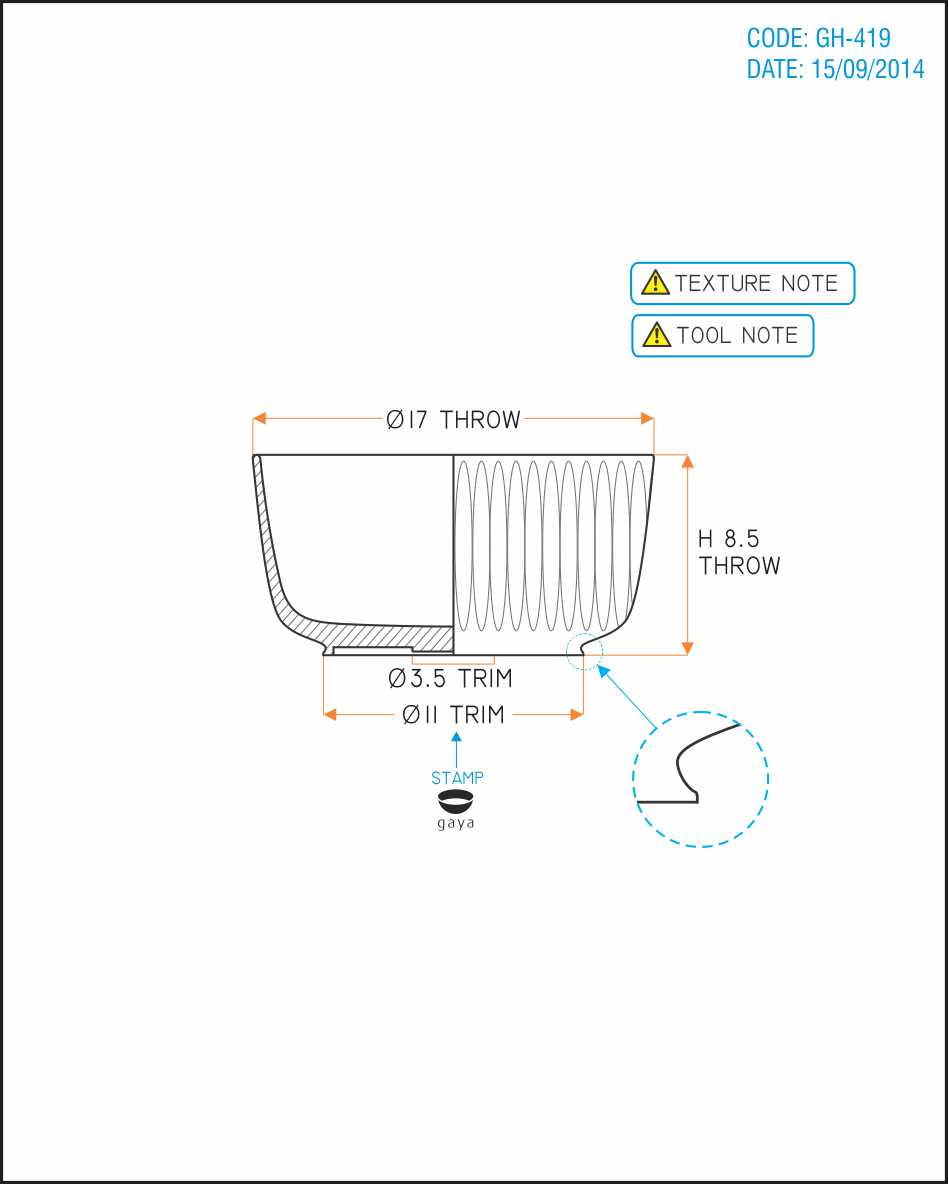 CODE: GH-419
DATE: 15/09/2014
TEXTURE NOTE
TOOL NOTE
Ø17 THROW
H 8.5
THROW
Ø3.5 TRIM
Ø11 TRIM
STAMP
gaya